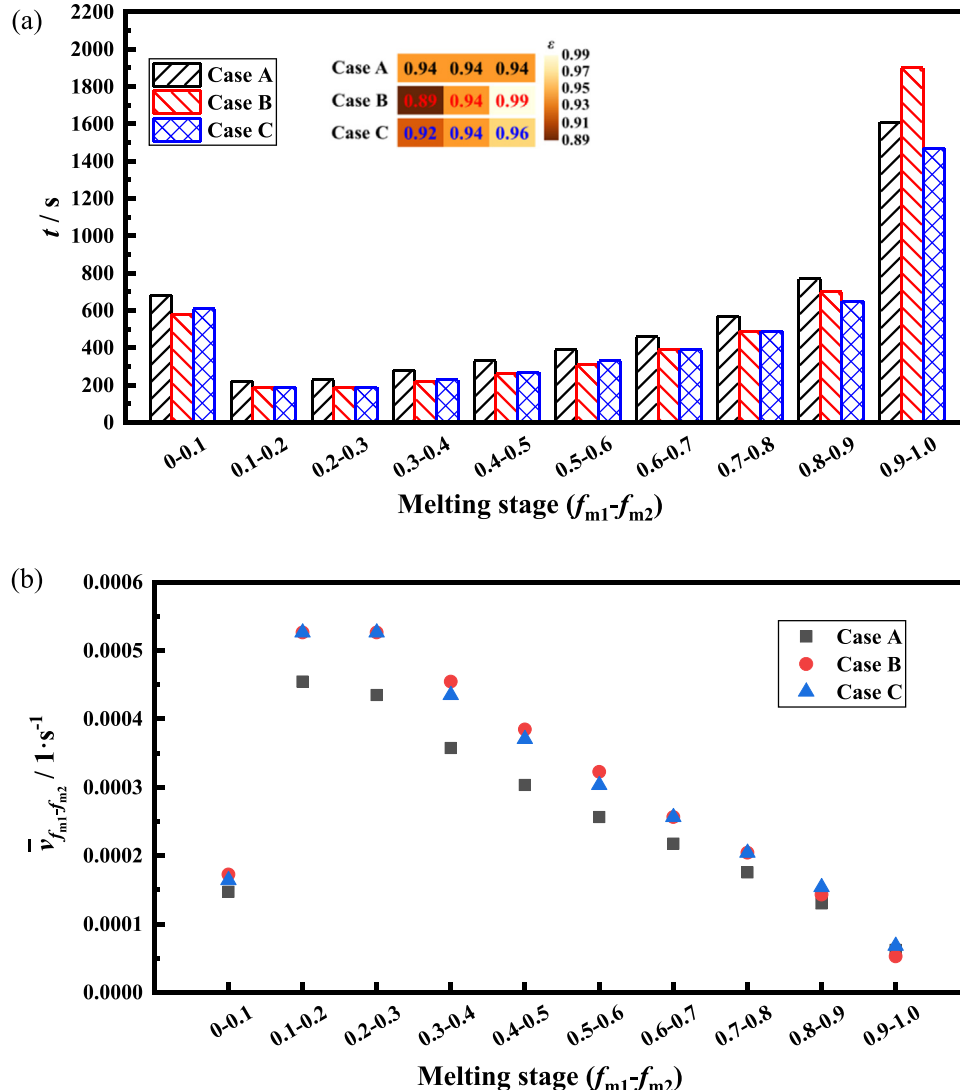 (a)
2200
2000
1800
1600
1400
1200
1000
800
600
400
200
0
t / s
Case A
Case B
Case C
Case A 0.94 0.94 0.94
Case B 0.89 0.94 0.99
Case C 0.92 0.94 0.96
ε
0.99
0.97
0.95
0.93
0.91
0.89
0-0.1 0.1-0.2 0.2-0.3 0.3-0.4 0.4-0.5 0.5-0.6 0.6-0.7 0.7-0.8 0.8-0.9 0.9-1.0
Melting stage (fm1-fm2)
(b)
0.0006
0.0005
0.0004
0.0003
0.0002
0.0001
0.0000
v̄fm1-fm2 / 1·s-1
Case A
Case B
Case C
0-0.1 0.1-0.2 0.2-0.3 0.3-0.4 0.4-0.5 0.5-0.6 0.6-0.7 0.7-0.8 0.8-0.9 0.9-1.0
Melting stage (fm1-fm2)